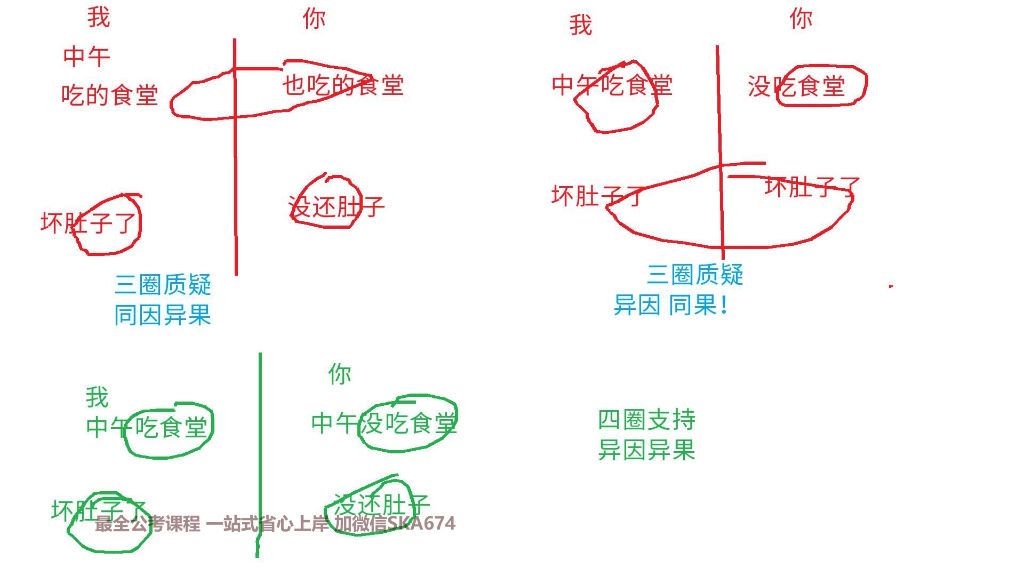 我 你
中午
吃的食堂 也吃的食堂
坏肚子了 没还肚子
三圈质疑
同因异果
我 你
中午吃食堂 没吃食堂
坏肚子了 坏肚子了
三圈质疑
异因 同果！
我 你
中午吃食堂 中午没吃食堂
坏肚子了 没还肚子
四圈支持
异因异果
最全公考课程 一站式省心上岸 加微信SKA674